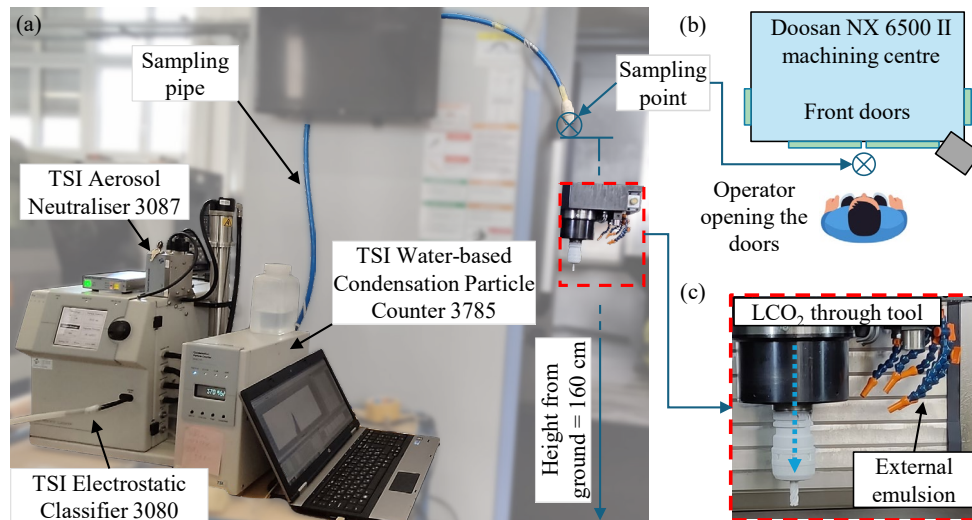 (a)
Sampling
pipe
TSI Aerosol
Neutraliser 3087
TSI Water-based
Condensation Particle
Counter 3785
TSI Electrostatic
Classifier 3080
Sampling
point
Height from
ground = 160 cm
(b)
Doosan NX 6500 II
machining centre
Front doors
Operator
opening the
doors
(c)
LCO₂ through tool
External
emulsion